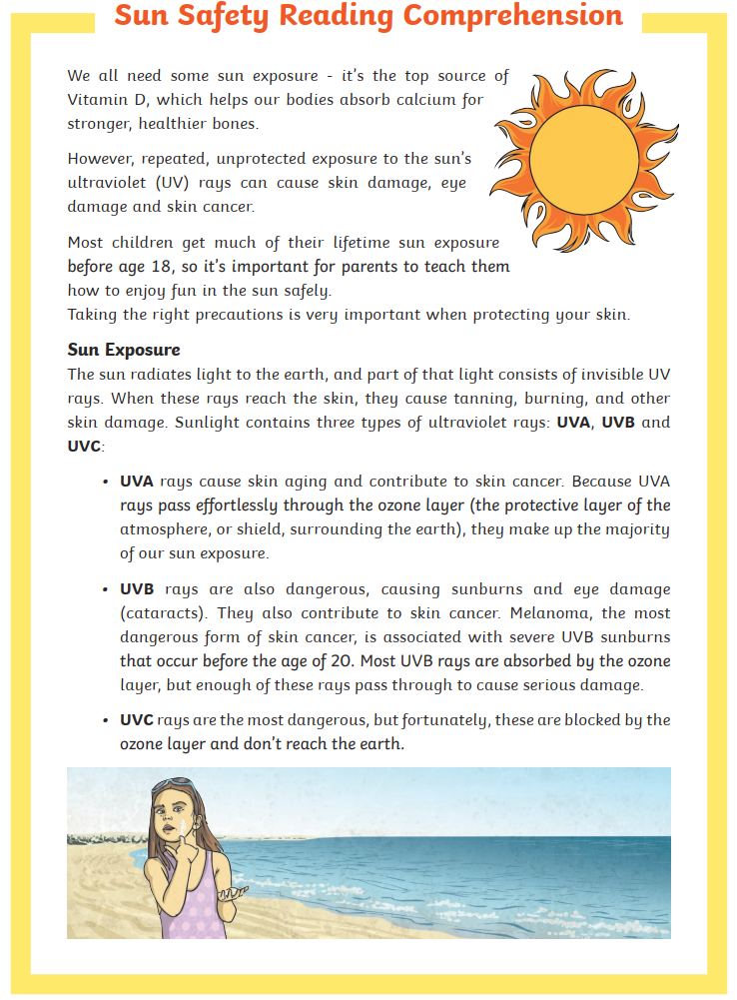 Sun Safety Reading Comprehension
We all need some sun exposure - it's the top source of
Vitamin D, which helps our bodies absorb calcium for
stronger, healthier bones.
However, repeated, unprotected exposure to the sun's
ultraviolet (UV) rays can cause skin damage, eye
damage and skin cancer.
Most children get much of their lifetime sun exposure
before age 18, so it's important for parents to teach them
how to enjoy fun in the sun safely.
Taking the right precautions is very important when protecting your skin.
Sun Exposure
The sun radiates light to the earth, and part of that light consists of invisible UV
rays. When these rays reach the skin, they cause tanning, burning, and other
skin damage. Sunlight contains three types of ultraviolet rays: UVA, UVB and
UVC:
• UVA rays cause skin aging and contribute to skin cancer. Because UVA
rays pass effortlessly through the ozone layer (the protective layer of the
atmosphere, or shield, surrounding the earth), they make up the majority
of our sun exposure.
• UVB rays are also dangerous, causing sunburns and eye damage
(cataracts). They also contribute to skin cancer. Melanoma, the most
dangerous form of skin cancer, is associated with severe UVB sunburns
that occur before the age of 20. Most UVB rays are absorbed by the ozone
layer, but enough of these rays pass through to cause serious damage.
• UVC rays are the most dangerous, but fortunately, these are blocked by the
ozone layer and don't reach the earth.